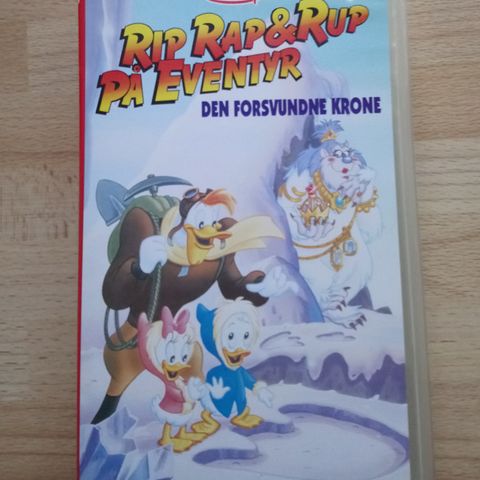 RIP RAP&RUP
PÅ EVENTYR
DEN FORSVUNDNE KRONE